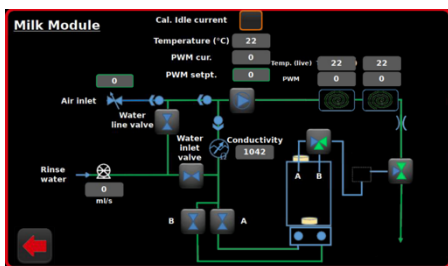 Milk Module
Cal. Idle current
Temperature (°C) 22
PWM cur. 0
PWM setpt. 0
Temp. (live) 22 22
PWM 0 0
0
Air inlet
Water
line valve
Water
inlet
valve
Conductivity
1042
Rinse
water
0
ml/s
A B
B A